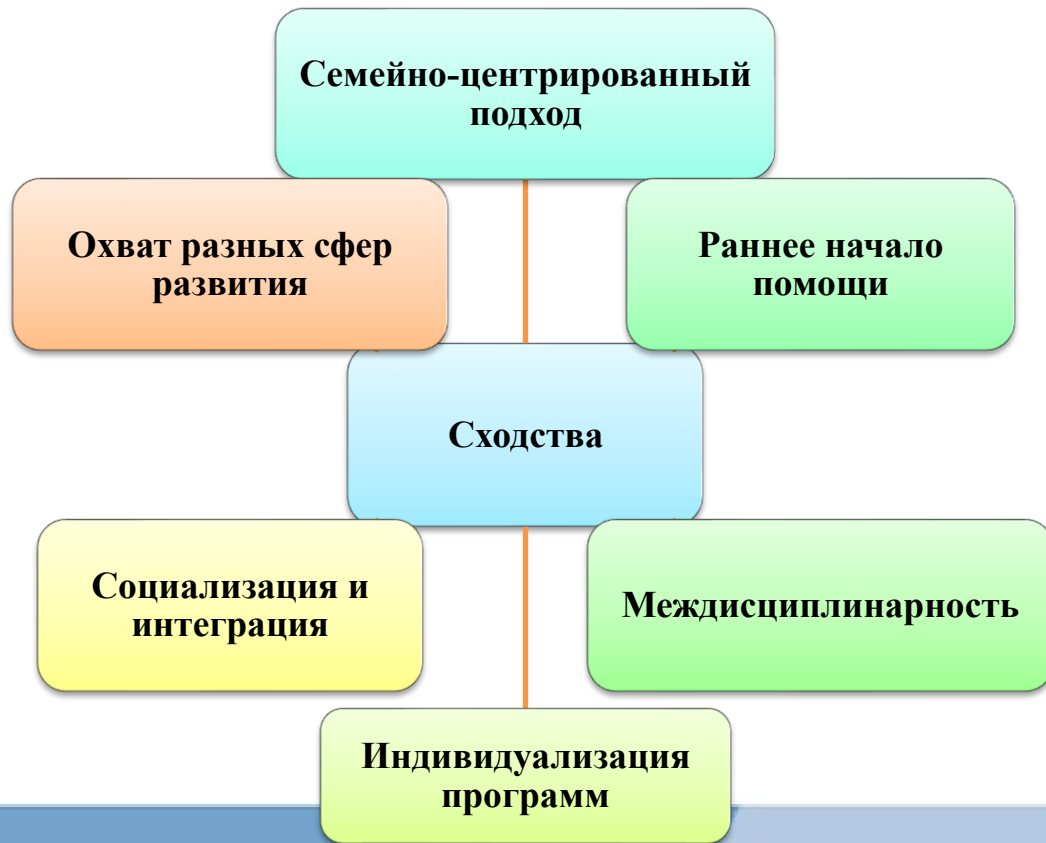 Семейно-центрированный
подход
Охват разных сфер
развития
Раннее начало
помощи
Сходства
Социализация и
интеграция
Междисциплинарность
Индивидуализация
программ